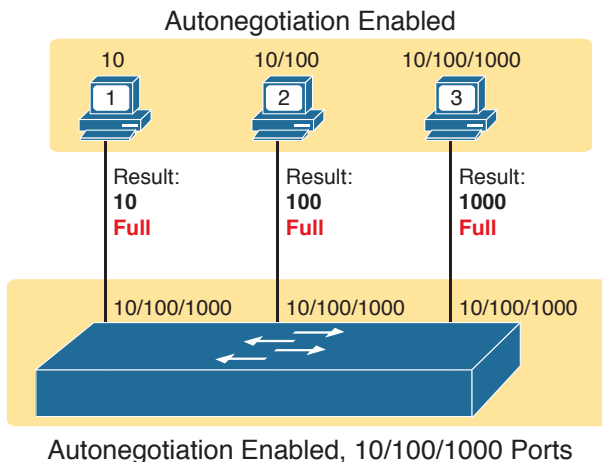 Autonegotiation Enabled
10 10/100 10/100/1000
1 2 3
Result: Result: Result:
10 100 1000
Full Full Full
10/100/1000 10/100/1000 10/100/1000
Autonegotiation Enabled, 10/100/1000 Ports